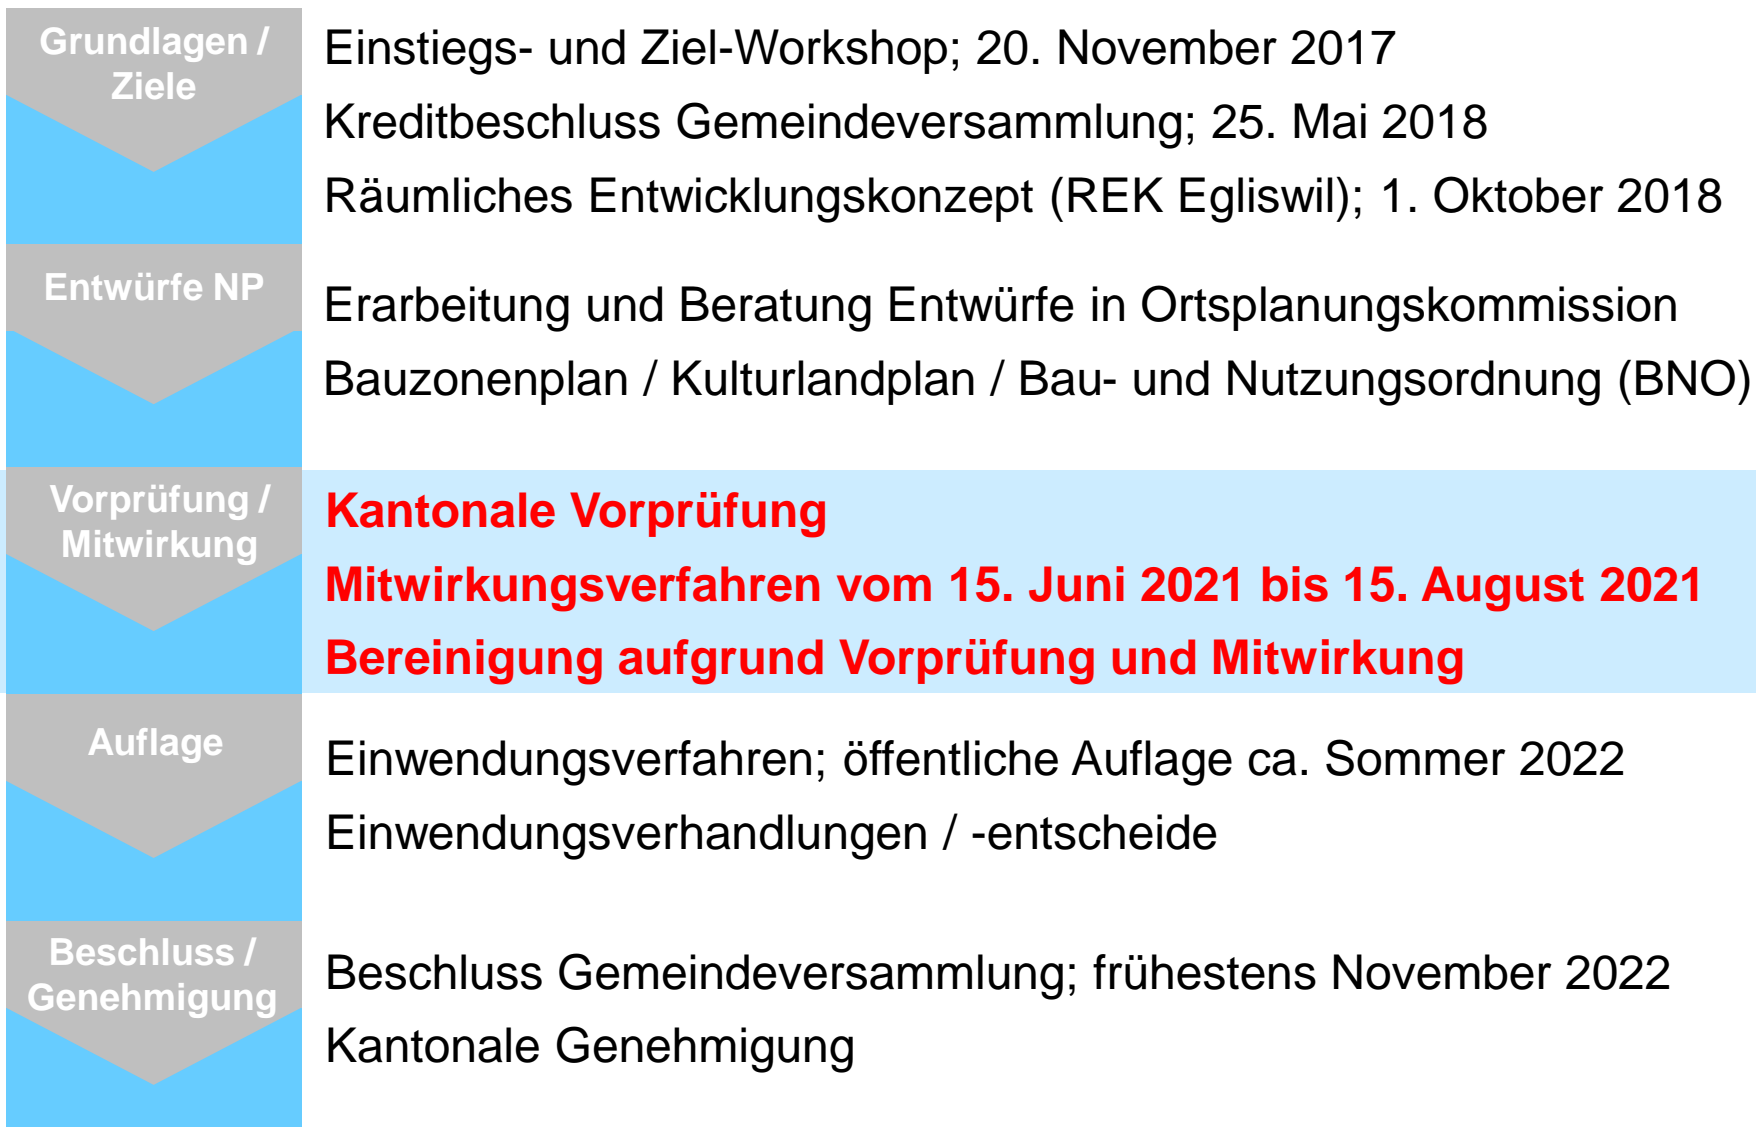 Grundlagen /
Ziele
Einstiegs- und Ziel-Workshop; 20. November 2017
Kreditbeschluss Gemeindeversammlung; 25. Mai 2018
Räumliches Entwicklungskonzept (REK Egliswil); 1. Oktober 2018
Entwürfe NP
Erarbeitung und Beratung Entwürfe in Ortsplanungskommission
Bauzonenplan / Kulturlandplan / Bau- und Nutzungsordnung (BNO)
Vorprüfung /
Mitwirkung
Kantonale Vorprüfung
Mitwirkungsverfahren vom 15. Juni 2021 bis 15. August 2021
Bereinigung aufgrund Vorprüfung und Mitwirkung
Auflage
Einwendungsverfahren; öffentliche Auflage ca. Sommer 2022
Einwendungsverhandlungen / -entscheide
Beschluss /
Genehmigung
Beschluss Gemeindeversammlung; frühestens November 2022
Kantonale Genehmigung